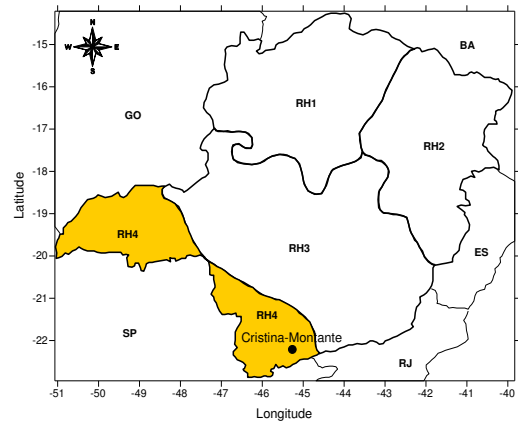 N
W E
S
BA
GO
RH1
RH2
RH4
RH3
ES
RH4
Cristina-Montante
SP
RJ
Latitude
-15
-16
-17
-18
-19
-20
-21
-22
-51 -50 -49 -48 -47 -46 -45 -44 -43 -42 -41 -40
Longitude